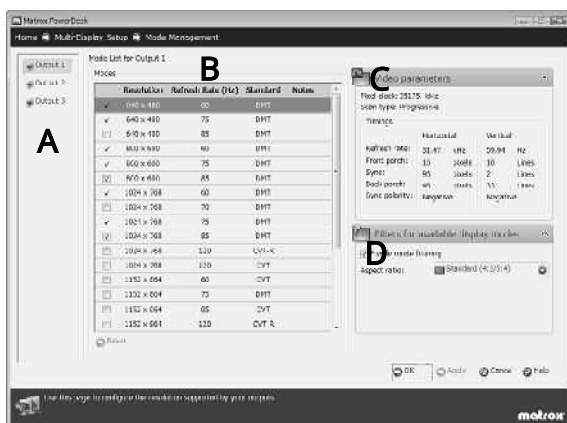 Matrox PowerDesk
Home Multi-Display Setup Mode Management
Output 1
Output 2
Output 3
A
Mode List for Output 1
Modes
B
Resolution Refresh Rate (Hz) Standard Notes
640 x 480 60 DMT
640 x 480 75 DMT
640 x 480 85 DMT
800 x 600 60 DMT
800 x 600 75 DMT
800 x 600 85 DMT
1024 x 768 60 DMT
1024 x 768 70 DMT
1024 x 768 75 DMT
1024 x 768 85 DMT
1024 x 768 120 CVT-R
1024 x 768 120 CVT
1152 x 864 60 CVT
1152 x 864 75 DMT
1152 x 864 85 CVT
1152 x 864 120 CVT-R
Reset
C
Video parameters
Pixel clock: 25175 kHz
Scan type: Progressive
Timings
Horizontal Vertical
Refresh rate: 31.47 kHz 59.94 Hz
Front porch: 16 pixels 10 Lines
Sync: 96 pixels 2 Lines
Back porch: pixels 33 Lines
Sync polarity: Negative Negative
D
Filters for available display modes
Enable mode filtering
Aspect ratio: Standard (4:3/5:4)
OK Apply Cancel Help
Use this page to configure the resolution supported by your outputs.
matrox